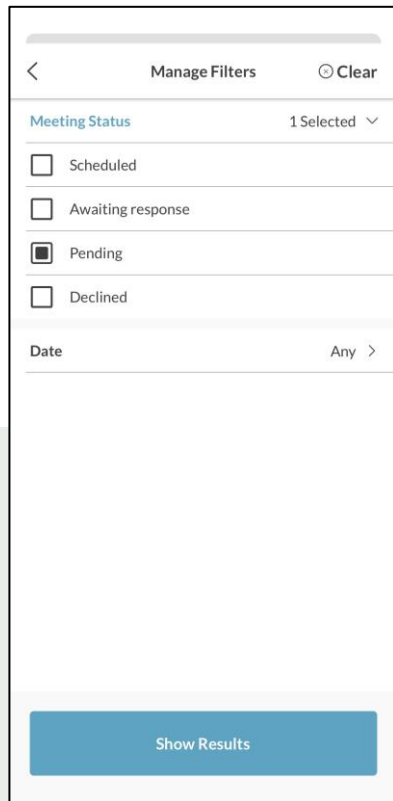 Manage Filters Clear
Meeting Status 1 Selected
Scheduled
Awaiting response
Pending
Declined
Date Any
Show Results